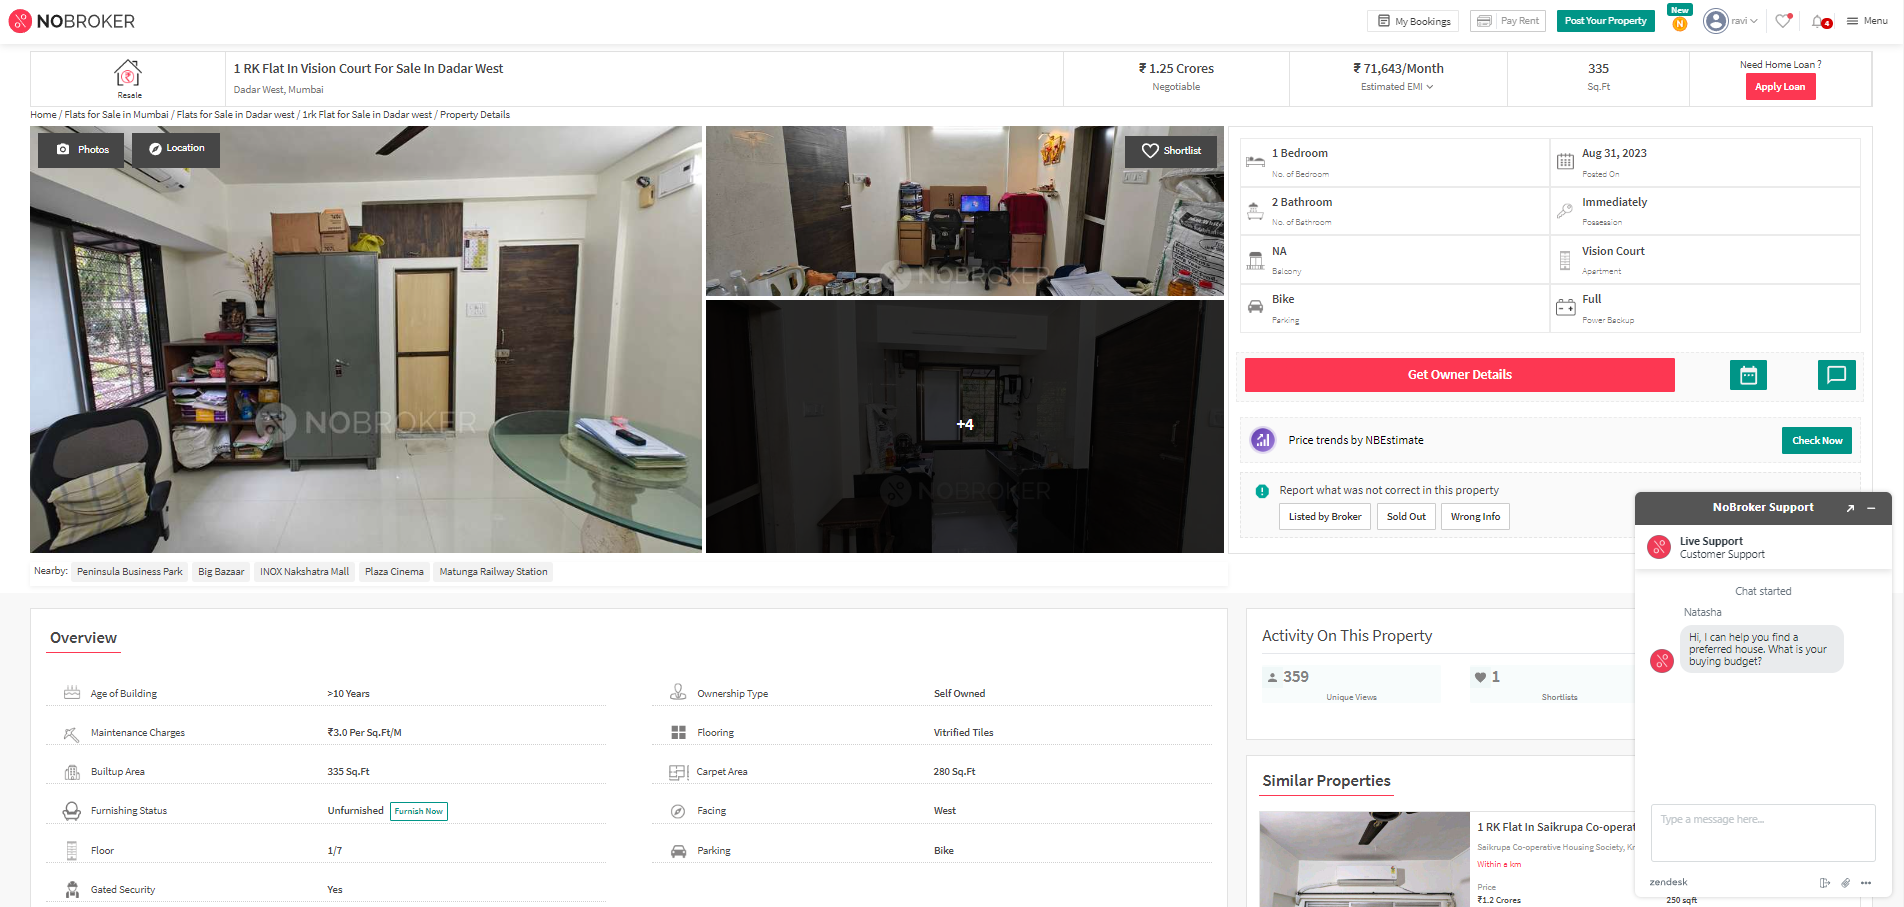 NOBROKER
My Bookings
Pay Rent
Post Your Property
New
N
ravi
4
Menu
Resale
1 RK Flat In Vision Court For Sale In Dadar West
Dadar West, Mumbai
₹ 1.25 Crores
Negotiable
₹ 71,643/Month
Estimated EMI
335
Sq.Ft
Need Home Loan ?
Apply Loan
Home / Flats for Sale in Mumbai / Flats for Sale in Dadar west / 1rk Flat for Sale in Dadar west / Property Details
Photos
Location
Shortlist
NOBROKER
NOBROKER
NOBROKER
+4
1 Bedroom
No. of Bedroom
Aug 31, 2023
Posted On
2 Bathroom
No. of Bathroom
Immediately
Possession
NA
Balcony
Vision Court
Apartment
Bike
Parking
Full
Power Backup
Get Owner Details
Price trends by NBEstimate
Check Now
Report what was not correct in this property
Listed by Broker
Sold Out
Wrong Info
Nearby:
Peninsula Business Park
Big Bazaar
INOX Nakshatra Mall
Plaza Cinema
Matunga Railway Station
Overview
Age of Building
>10 Years
Ownership Type
Self Owned
Maintenance Charges
₹3.0 Per Sq.Ft/M
Flooring
Vitrified Tiles
Builtup Area
335 Sq.Ft
Carpet Area
280 Sq.Ft
Furnishing Status
Unfurnished
Furnish Now
Facing
West
Floor
1/7
Parking
Bike
Gated Security
Yes
Activity On This Property
359
Unique Views
1
Shortlists
Similar Properties
1 RK Flat In Saikrupa Co-operat
Saikrupa Co-operative Housing Society, Kr
Within a km
Price
₹1.2 Crores
250 sqft
NoBroker Support
Live Support
Customer Support
Chat started
Natasha
Hi, I can help you find a
preferred house. What is your
buying budget?
Type a message here...
zendesk